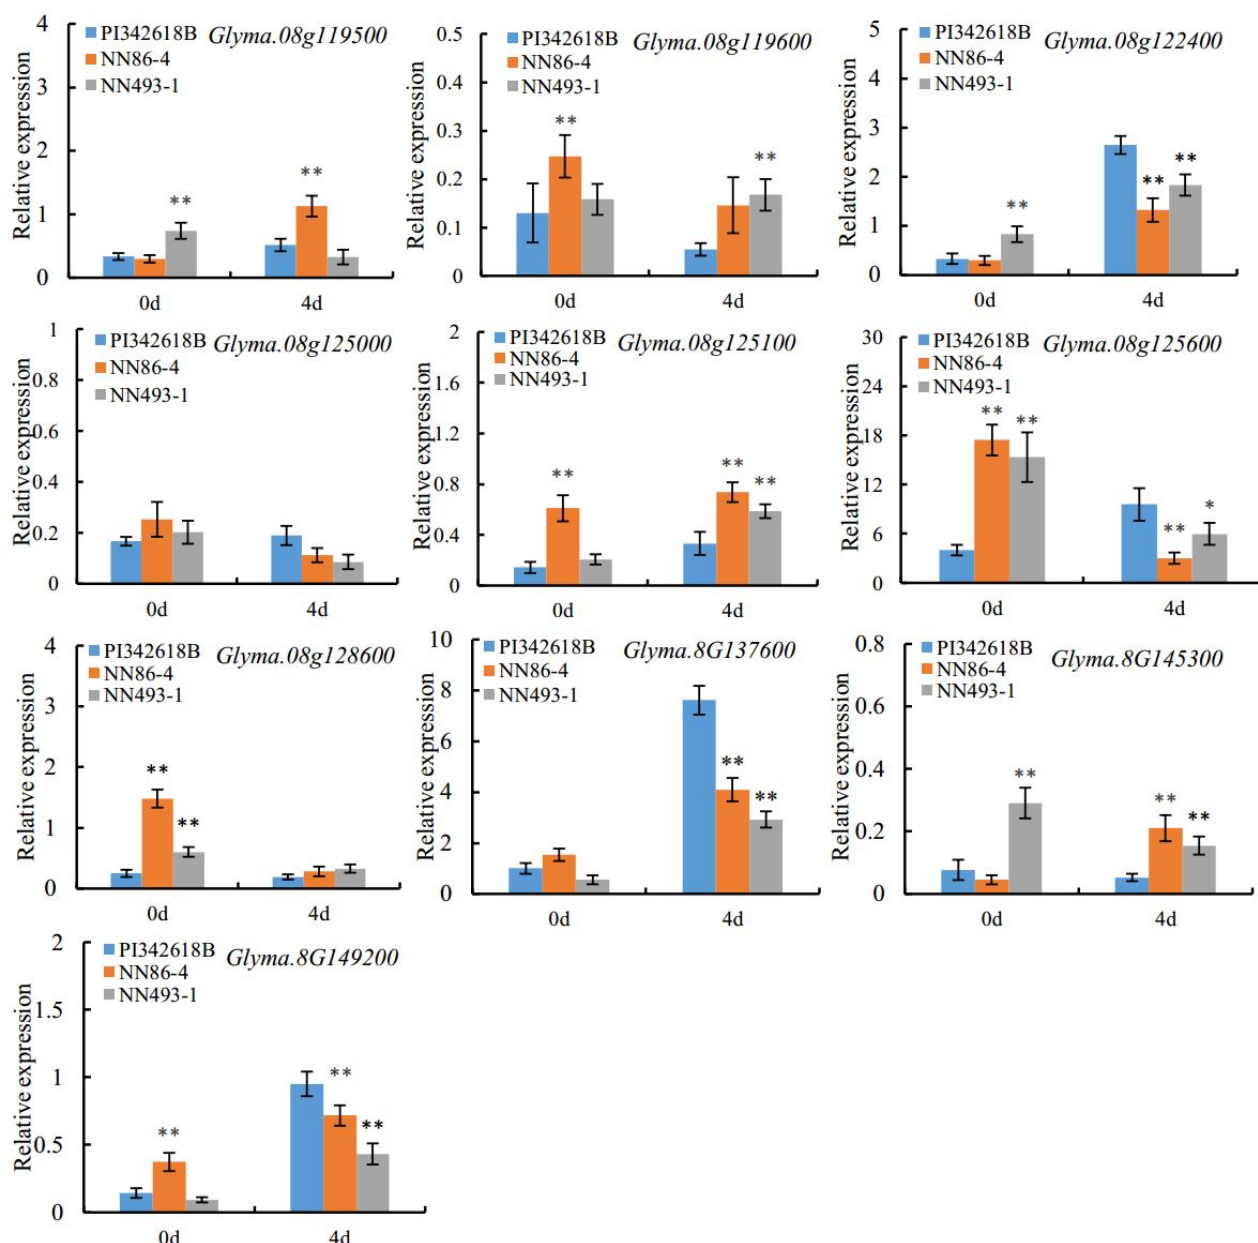 Glyma.08g119500
PI342618B
NN86-4
NN493-1
Relative expression
4
3
2
1
0
**
**
0d
4d
Glyma.08g119600
PI342618B
NN86-4
NN493-1
Relative expression
0.5
0.4
0.3
0.2
0.1
0
**
**
0d
4d
Glyma.08g122400
PI342618B
NN86-4
NN493-1
Relative expression
5
4
3
2
1
0
**
**
**
0d
4d
Glyma.08g125000
PI342618B
NN86-4
NN493-1
Relative expression
1
0.8
0.6
0.4
0.2
0
0d
4d
Glyma.08g125100
PI342618B
NN86-4
NN493-1
Relative expression
2
1.6
1.2
0.8
0.4
0
**
**
**
0d
4d
Glyma.08g125600
PI342618B
NN86-4
NN493-1
Relative expression
30
24
18
12
6
0
**
**
**
*
0d
4d
Glyma.08g128600
PI342618B
NN86-4
NN493-1
Relative expression
4
3
2
1
0
**
**
0d
4d
Glyma.8G137600
PI342618B
NN86-4
NN493-1
Relative expression
10
8
6
4
2
0
**
**
0d
4d
Glyma.8G145300
PI342618B
NN86-4
NN493-1
Relative expression
0.8
0.6
0.4
0.2
0
**
**
**
0d
4d
Glyma.8G149200
PI342618B
NN86-4
NN493-1
Relative expression
2
1.5
1
0.5
0
**
**
**
0d
4d